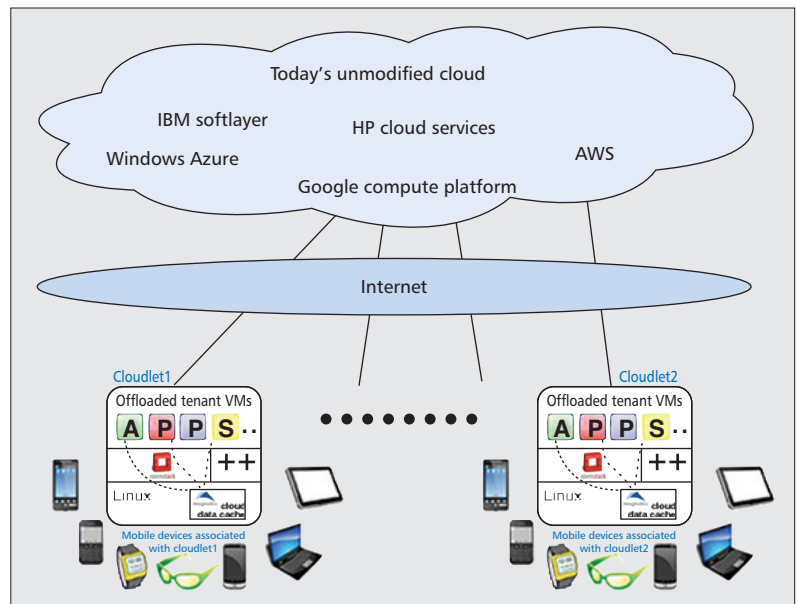 Today's unmodified cloud
IBM softlayer
HP cloud services
Windows Azure
AWS
Google compute platform
Internet
Cloudlet1
Cloudlet2
Offloaded tenant VMs
A P P S ..
++
Linux
cloud
data cache
Mobile devices associated
with cloudlet1
Offloaded tenant VMs
A P P S ..
++
Linux
cloud
data cache
Mobile devices associated
with cloudlet2